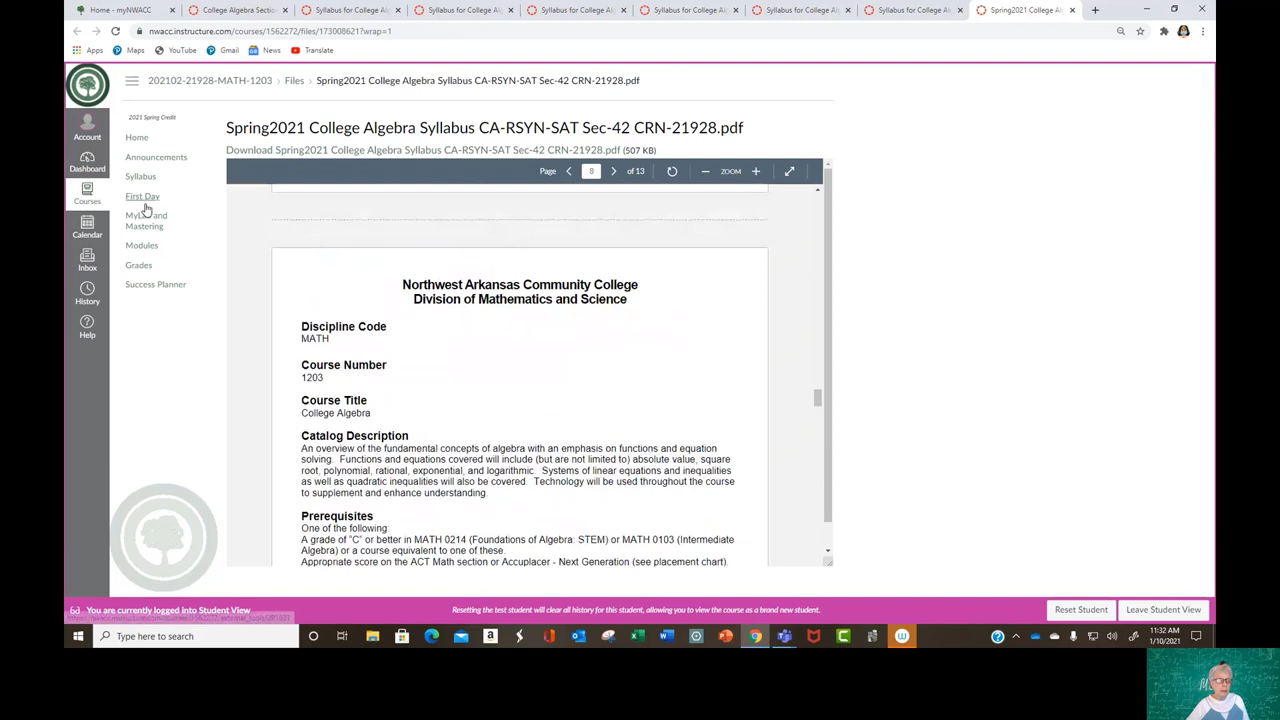 Home - myNWACC
College Algebra Section
Syllabus for College Alge
Syllabus for College Alg
Syllabus for College Alg
Syllabus for College Alg
Syllabus for College Alg
Spring2021 College Alg
nwacc.instructure.com/courses/1562272/files/173008621?wrap=1
Apps Maps YouTube Gmail News Translate
202102-21928-MATH-1203 › Files › Spring2021 College Algebra Syllabus CA-RSYN-SAT Sec-42 CRN-21928.pdf
Account
Dashboard
Courses
Calendar
Inbox
History
Help
2021 Spring Credit
Home
Announcements
Syllabus
First Day
MyLab and
Mastering
Modules
Grades
Success Planner
Spring2021 College Algebra Syllabus CA-RSYN-SAT Sec-42 CRN-21928.pdf
Download Spring2021 College Algebra Syllabus CA-RSYN-SAT Sec-42 CRN-21928.pdf (507 KB)
Page 8 of 13 ZOOM
Northwest Arkansas Community College
Division of Mathematics and Science
Discipline Code
MATH
Course Number
1203
Course Title
College Algebra
Catalog Description
An overview of the fundamental concepts of algebra with an emphasis on functions and equation
solving. Functions and equations covered will include (but are not limited to) absolute value, square
root, polynomial, rational, exponential, and logarithmic. Systems of linear equations and inequalities
as well as quadratic inequalities will also be covered. Technology will be used throughout the course
to supplement and enhance understanding.
Prerequisites
One of the following:
A grade of "C" or better in MATH 0214 (Foundations of Algebra: STEM) or MATH 0103 (Intermediate
Algebra) or a course equivalent to one of these.
Appropriate score on the ACT Math section or Accuplacer - Next Generation (see placement chart).
You are currently logged into Student View
Resetting the test student will clear all history for this student, allowing you to view the course as a brand new student.
Reset Student
Leave Student View
Type here to search
11:32 AM
1/10/2021